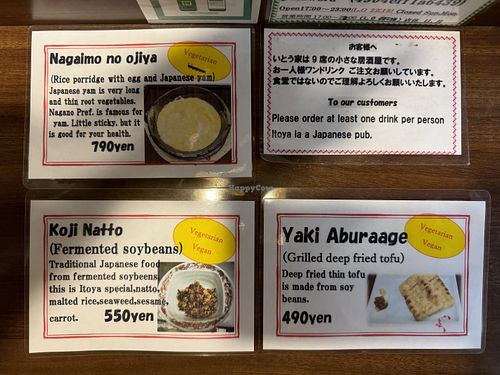 Open17:00~23:00
Nagaimo no ojiya
Vegetarian
(Rice porridge with egg and Japanese yam)
Japanese yam is very long
and thin root vegetables.
Nagano Pref. is famous for
yam. Little sticky. but it
is good for your health.
790yen
お客様へ
いとう家は9席の小さな居酒屋です。
お一人様ワンドリンク ご注文お願いしています。
食堂ではないのでご理解よろしくお願いいたします。
To our customers
Please order at least one drink per person
Itoya is a Japanese pub.
HappyCow
Koji Natto
Vegetarian
Vegan
(Fermented soybeans)
Traditional Japanese food
from fermented soybeens,
this is Itoya special,natto,
malted rice,seaweed,sesame,
carrot.
550yen
Yaki Aburaage
Vegetarian
Vegan
(Grilled deep fried tofu)
Deep fried thin tofu
is made from soy
beans.
490yen